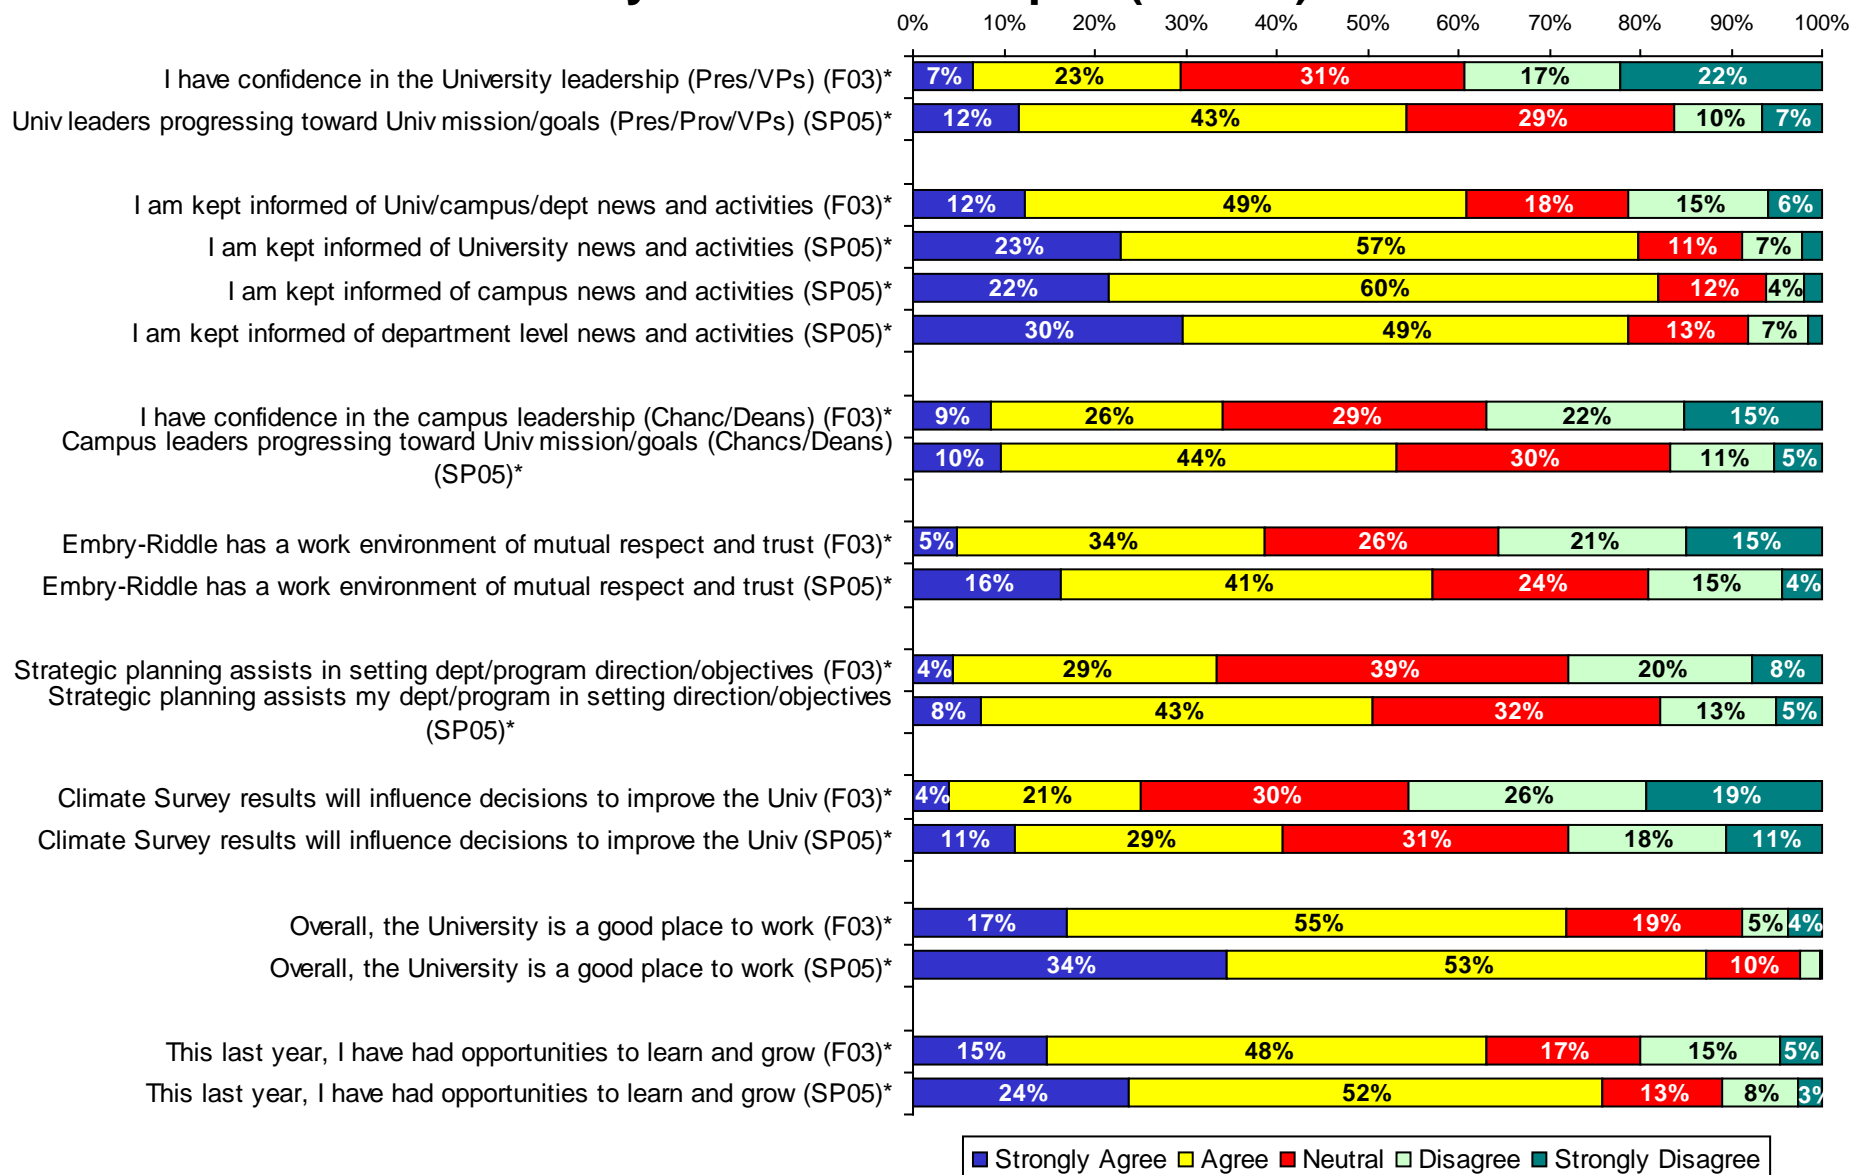 0% 10% 20% 30% 40% 50% 60% 70% 80% 90% 100%
I have confidence in the University leadership (Pres/VPs) (F03)* 7% 23% 31% 17% 22%
Univ leaders progressing toward Univ mission/goals (Pres/Prov/VPs) (SP05)* 12% 43% 29% 10% 7%
I am kept informed of Univ/campus/dept news and activities (F03)* 12% 49% 18% 15% 6%
I am kept informed of University news and activities (SP05)* 23% 57% 11% 7%
I am kept informed of campus news and activities (SP05)* 22% 60% 12% 4%
I am kept informed of department level news and activities (SP05)* 30% 49% 13% 7%
I have confidence in the campus leadership (Chanc/Deans) (F03)* 9% 26% 29% 22% 15%
Campus leaders progressing toward Univ mission/goals (Chancs/Deans)
(SP05)* 10% 44% 30% 11% 5%
Embry-Riddle has a work environment of mutual respect and trust (F03)* 5% 34% 26% 21% 15%
Embry-Riddle has a work environment of mutual respect and trust (SP05)* 16% 41% 24% 15% 4%
Strategic planning assists in setting dept/program direction/objectives (F03)* 4% 29% 39% 20% 8%
Strategic planning assists my dept/program in setting direction/objectives
(SP05)* 8% 43% 32% 13% 5%
Climate Survey results will influence decisions to improve the Univ (F03)* 4% 21% 30% 26% 19%
Climate Survey results will influence decisions to improve the Univ (SP05)* 11% 29% 31% 18% 11%
Overall, the University is a good place to work (F03)* 17% 55% 19% 5% 4%
Overall, the University is a good place to work (SP05)* 34% 53% 10%
This last year, I have had opportunities to learn and grow (F03)* 15% 48% 17% 15% 5%
This last year, I have had opportunities to learn and grow (SP05)* 24% 52% 13% 8% 3%
Strongly Agree Agree Neutral Disagree Strongly Disagree